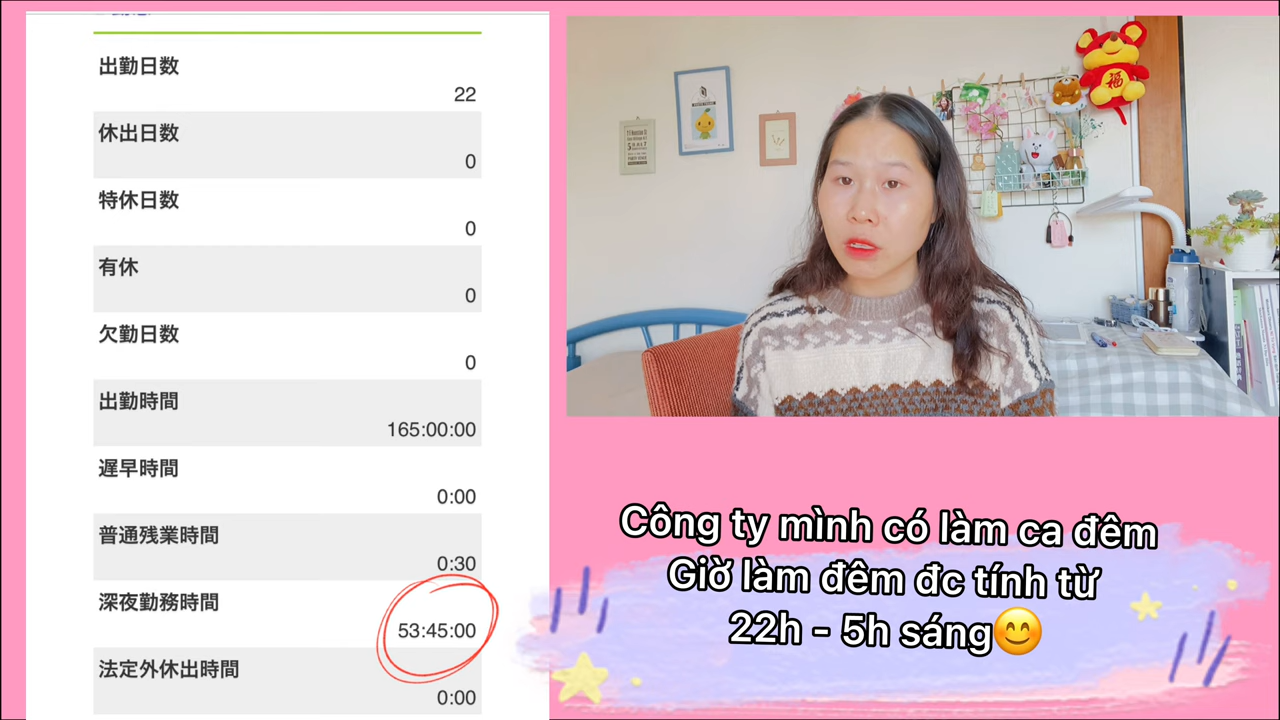 出勤日数
22
休出日数
0
特休日数
0
有休
0
欠勤日数
0
出勤時間
165:00:00
遅早時間
0:00
普通残業時間
0:30
深夜勤務時間
53:45:00
法定外休出時間
0:00
福
Công ty mình có làm ca đêm
Giờ làm đêm đc tính từ
22h - 5h sáng😊